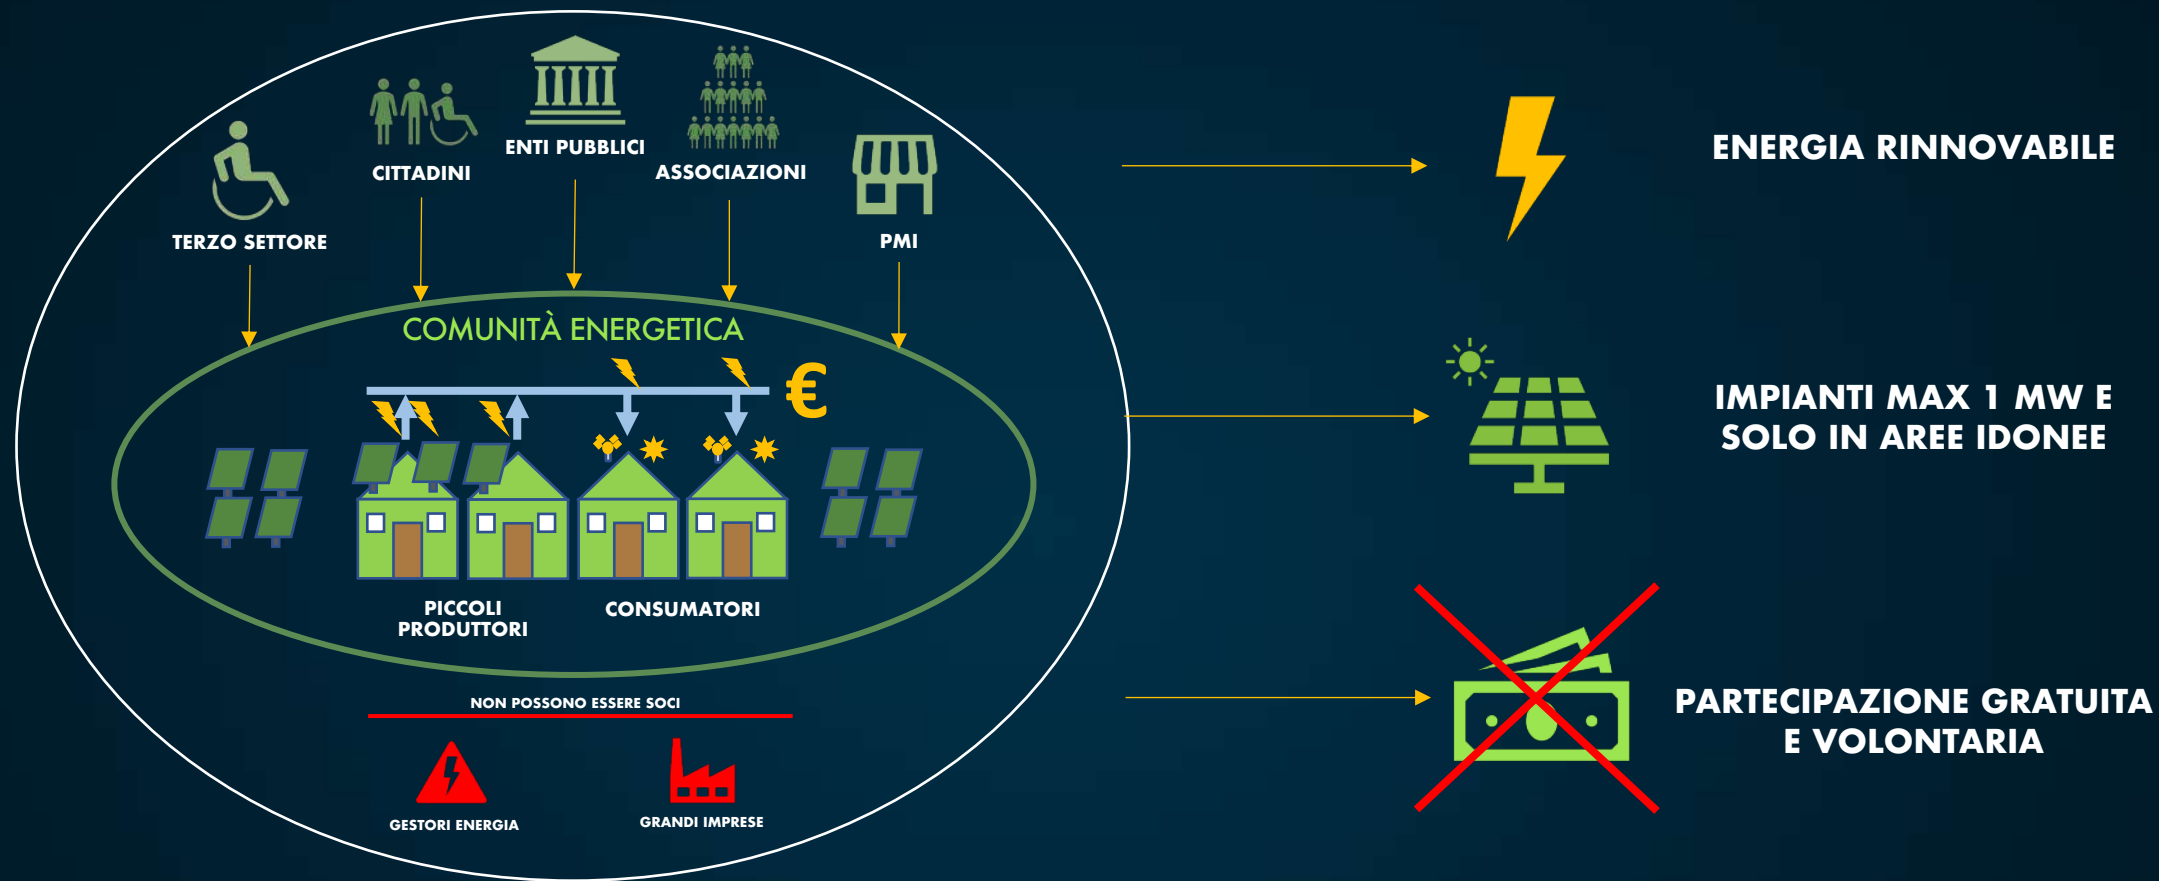 ENTI PUBBLICI
CITTADINI
ASSOCIAZIONI
TERZO SETTORE
PMI
COMUNITÀ ENERGETICA
€
PICCOLI
PRODUTTORI
CONSUMATORI
NON POSSONO ESSERE SOCI
GESTORI ENERGIA
GRANDI IMPRESE
ENERGIA RINNOVABILE
IMPIANTI MAX 1 MW E
SOLO IN AREE IDONEE
PARTECIPAZIONE GRATUITA
E VOLONTARIA